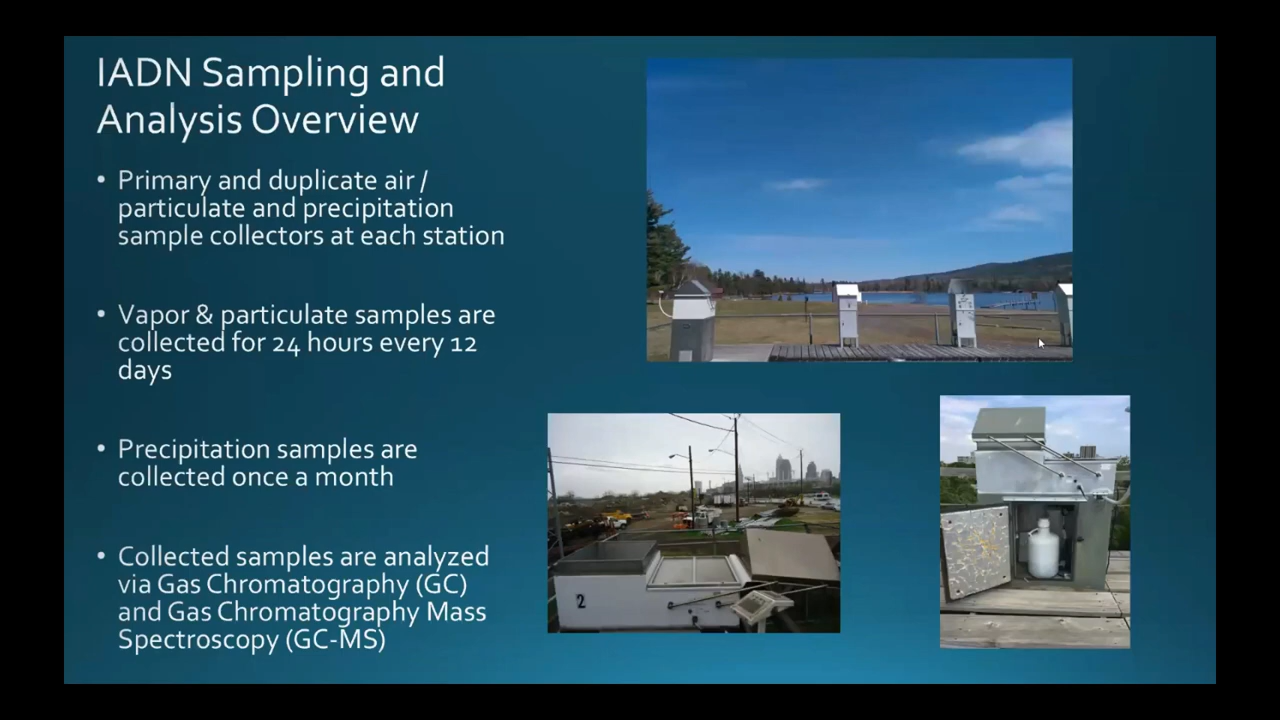 IADN Sampling and
Analysis Overview
• Primary and duplicate air /
particulate and precipitation
sample collectors at each station
• Vapor & particulate samples are
collected for 24 hours every 12
days
• Precipitation samples are
collected once a month
• Collected samples are analyzed
via Gas Chromatography (GC)
and Gas Chromatography Mass
Spectroscopy (GC-MS)
2